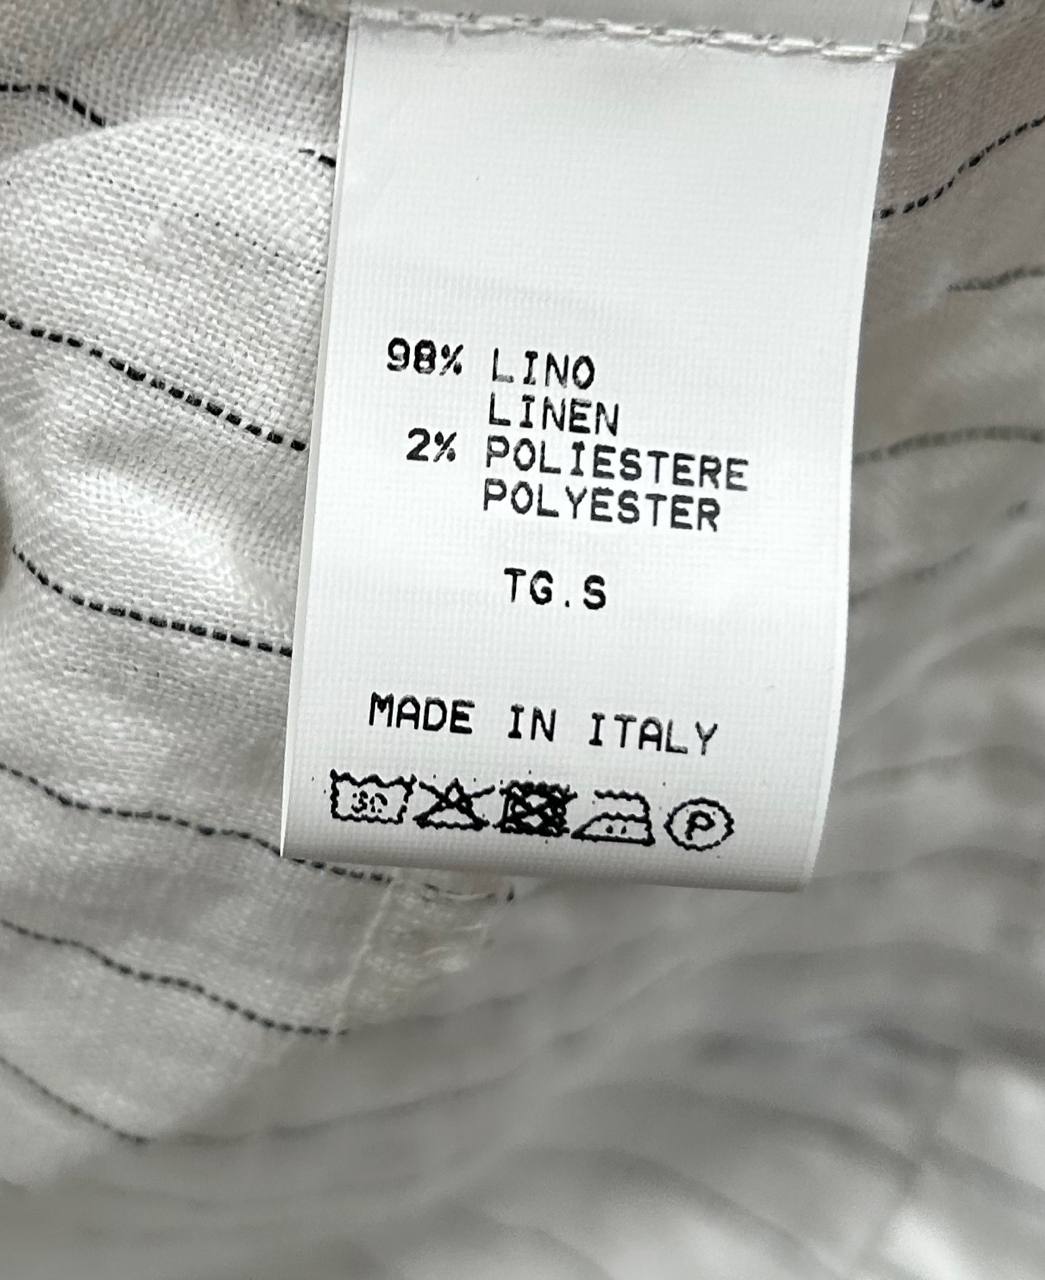 98% LINO
LINEN
2% POLIESTERE
POLYESTER
TG.S
MADE IN ITALY
30
P